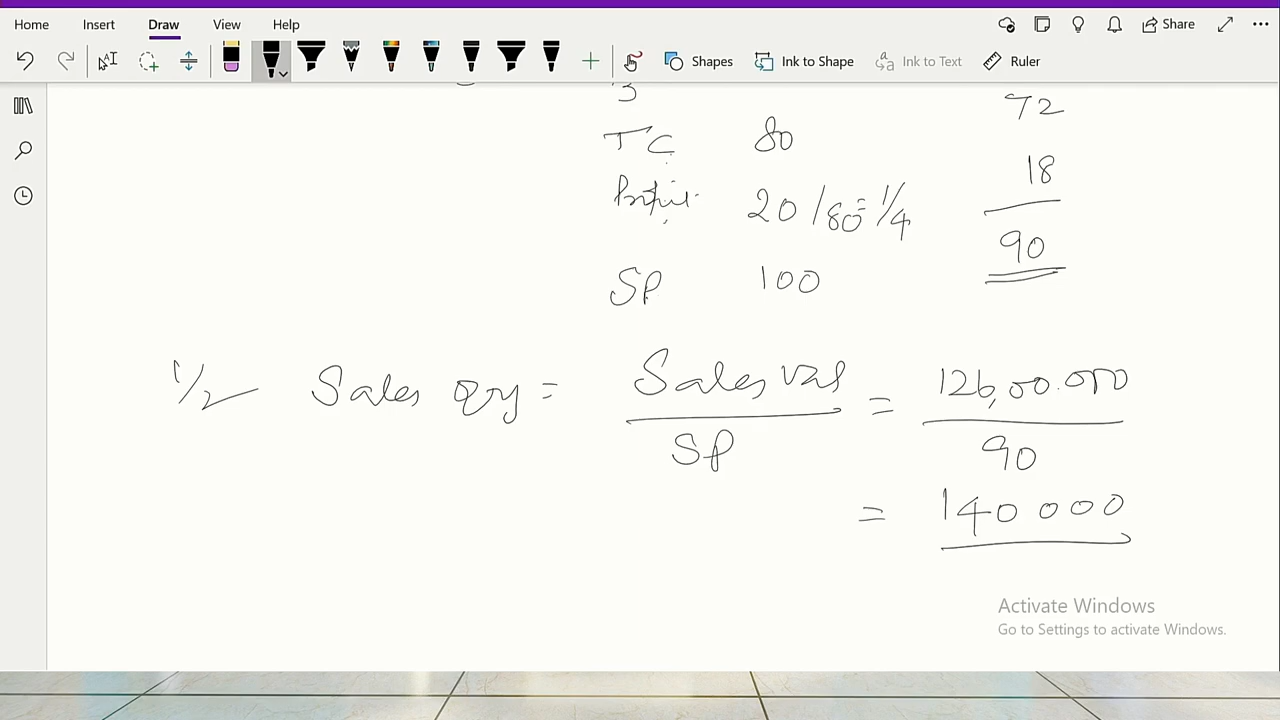 Home Insert Draw View Help Share
Shapes Ink to Shape Ink to Text Ruler
72
TC 80
18
Profit 20/80 = 1/4
90
SP 100
1/2 Sales qty = Sales val / SP = 126,00.000 / 90
= 140 000
Activate Windows
Go to Settings to activate Windows.